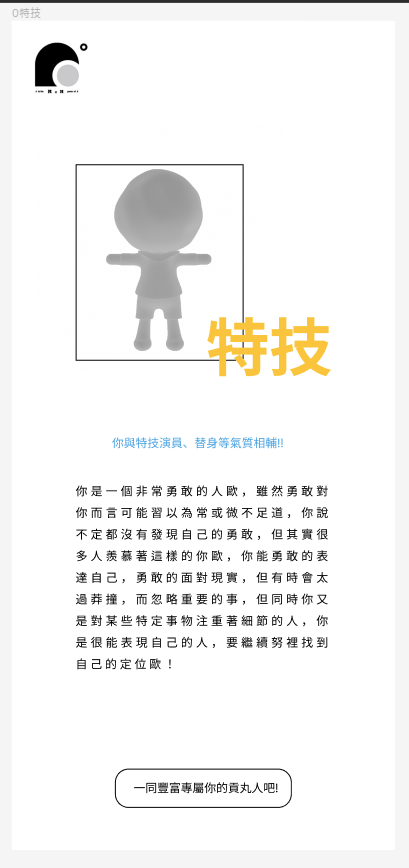 0特技
特技
你與特技演員、替身等氣質相輔!!
你是一個非常勇敢的人歐，雖然勇敢對
你而言可能習以為常或微不足道，你說
不定都沒有發現自己的勇敢，但其實很
多人羨慕著這樣的你歐，你能勇敢的表
達自己，勇敢的面對現實，但有時會太
過莽撞，而忽略重要的事，但同時你又
是對某些特定事物注重著細節的人，你
是很能表現自己的人，要繼續努裡找到
自己的定位歐！
一同豐富專屬你的貢丸人吧!